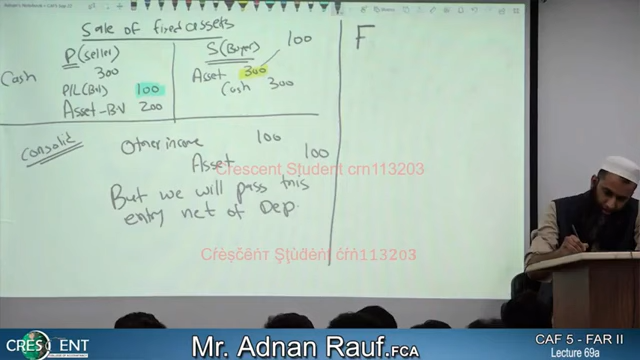 Sale of fixed assets
P (seller)
Cash 300
P/L (Bal) 100
Asset-BV 200
S (Buyer)
100
Asset 300
Cash 300
F
Consolid
Other income 100
Asset 100
But we will pass this
entry net of Dep.
Crescent Student crn113203
Crescent Student crn113203
CRESCENT
Mr. Adnan Rauf.FCA
CAF 5 - FAR II
Lecture 69a